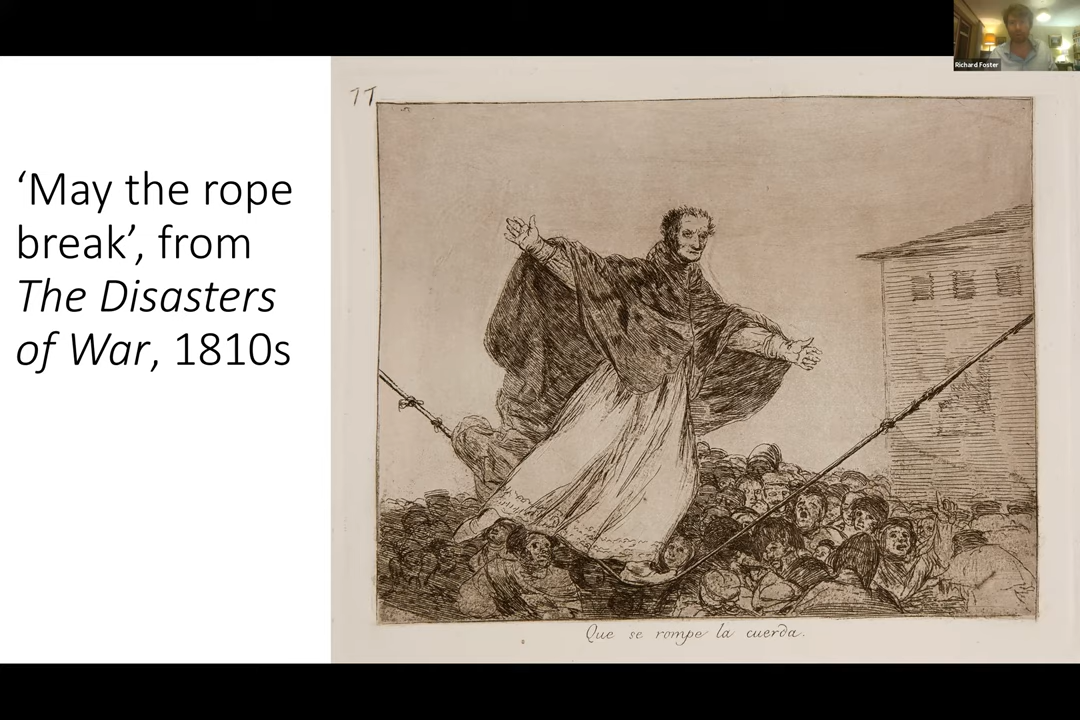 Richard Foster
77
‘May the rope
break’, from
The Disasters
of War, 1810s
Que se rompe la cuerda.